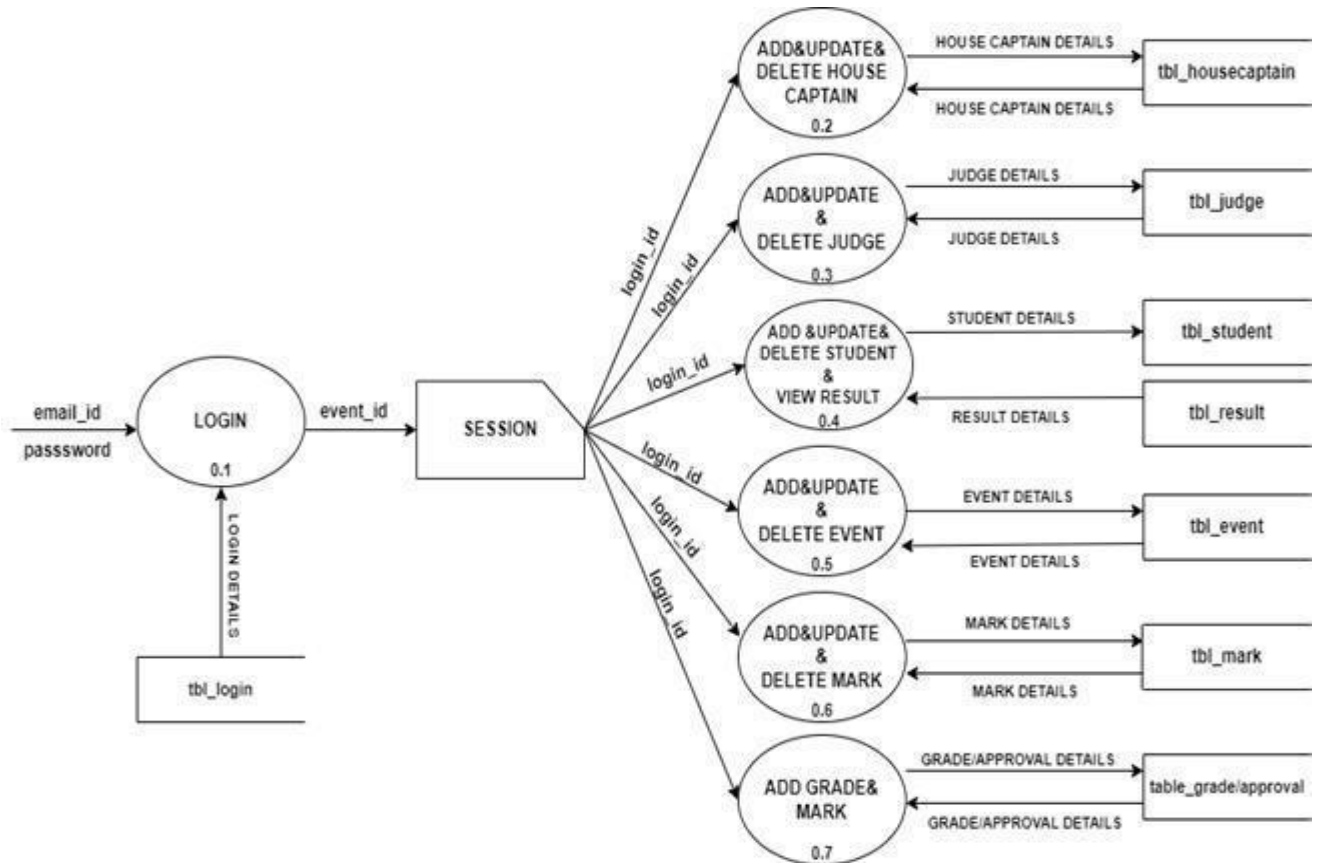 email_id
passsword
LOGIN
0.1
LOGIN DETAILS
tbl_login
event_id
SESSION
login_id
login_id
login_id
login_id
login_id
login_id
ADD&UPDATE&
DELETE HOUSE
CAPTAIN
0.2
HOUSE CAPTAIN DETAILS
HOUSE CAPTAIN DETAILS
tbl_housecaptain
ADD&UPDATE
&
DELETE JUDGE
0.3
JUDGE DETAILS
JUDGE DETAILS
tbl_judge
ADD &UPDATE&
DELETE STUDENT
&
VIEW RESULT
0.4
STUDENT DETAILS
tbl_student
RESULT DETAILS
tbl_result
ADD&UPDATE
&
DELETE EVENT
0.5
EVENT DETAILS
EVENT DETAILS
tbl_event
ADD&UPDATE
&
DELETE MARK
0.6
MARK DETAILS
MARK DETAILS
tbl_mark
ADD GRADE&
MARK
0.7
GRADE/APPROVAL DETAILS
GRADE/APPROVAL DETAILS
table_grade/approval